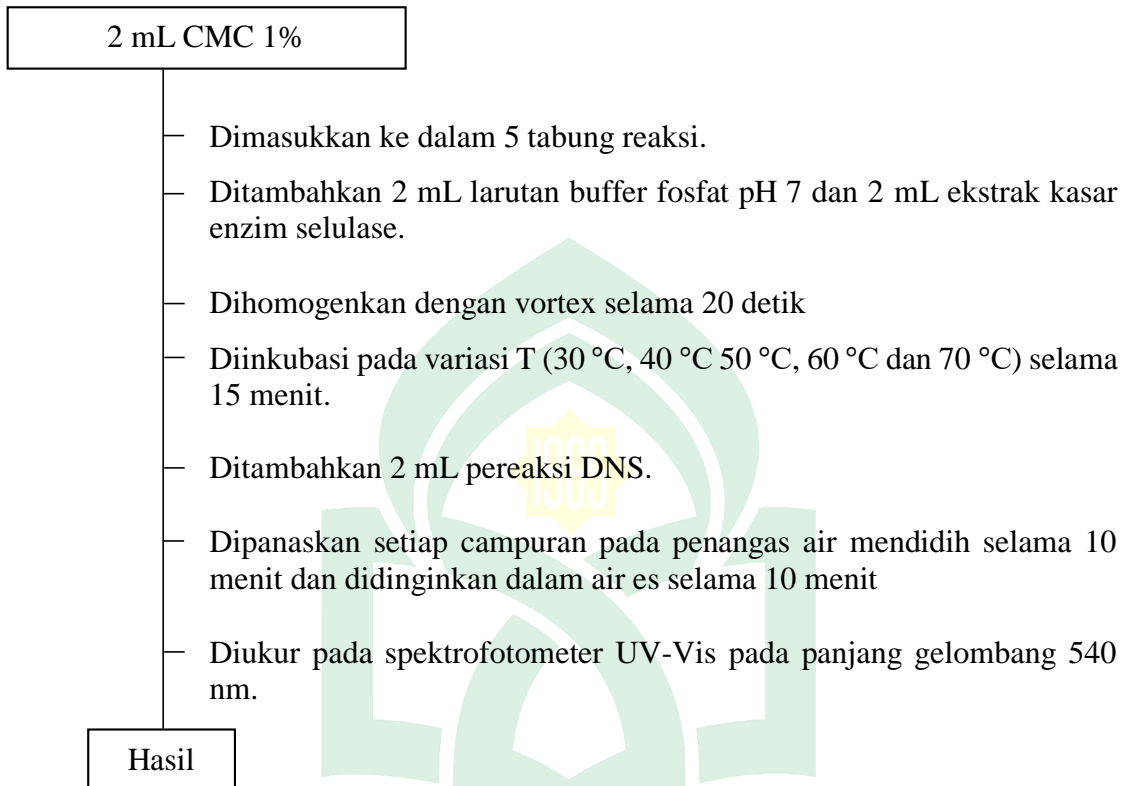 2 mL CMC 1%
Dimasukkan ke dalam 5 tabung reaksi.
Ditambahkan 2 mL larutan buffer fosfat pH 7 dan 2 mL ekstrak kasar
enzim selulase.
Dihomogenkan dengan vortex selama 20 detik
Diinkubasi pada variasi T (30 °C, 40 °C 50 °C, 60 °C dan 70 °C) selama
15 menit.
Ditambahkan 2 mL pereaksi DNS.
Dipanaskan setiap campuran pada penangas air mendidih selama 10
menit dan didinginkan dalam air es selama 10 menit
Diukur pada spektrofotometer UV-Vis pada panjang gelombang 540
nm.
Hasil